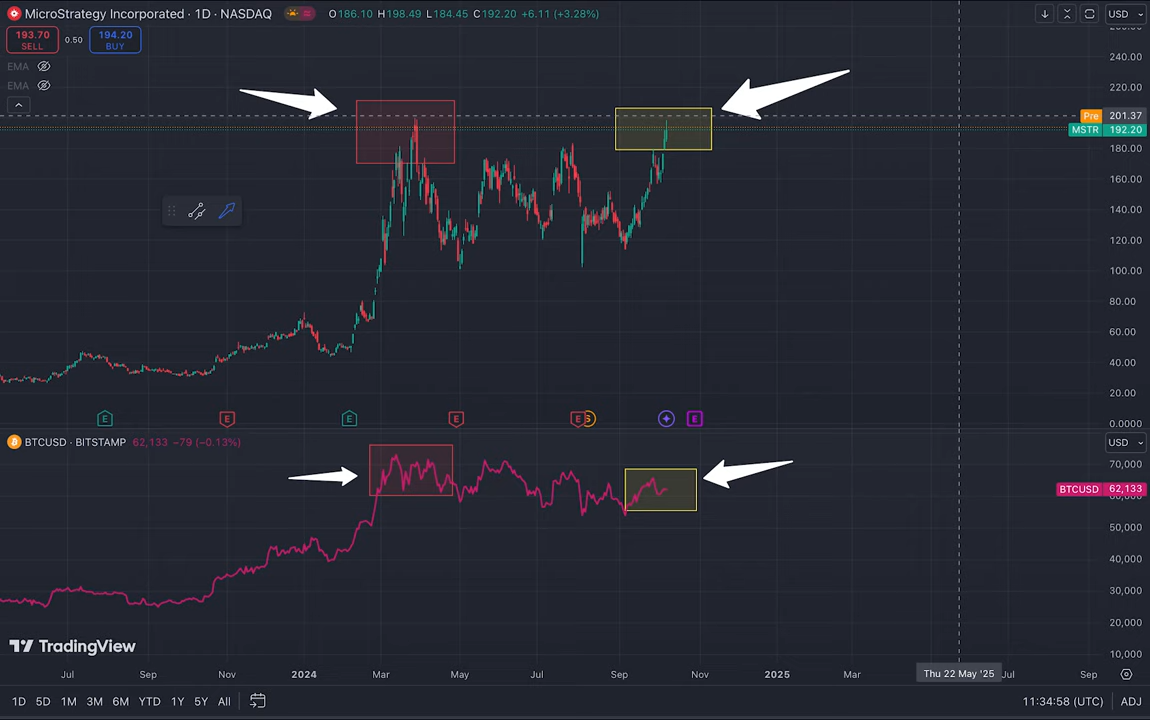 MicroStrategy Incorporated · 1D · NASDAQ
O186.10 H198.49 L184.45 C192.20 +6.11 (+3.28%)
USD
193.70
SELL
0.50
194.20
BUY
EMA
EMA
240.00
220.00
Pre 201.37
MSTR 192.20
180.00
160.00
140.00
120.00
100.00
80.00
60.00
40.00
20.00
0.0000
E E E E E S E
BTCUSD · BITSTAMP 62,133 −79 (−0.13%)
USD
70,000
BTCUSD 62,133
50,000
40,000
30,000
20,000
10,000
TradingView
Jul Sep Nov 2024 Mar May Jul Sep Nov 2025 Mar Thu 22 May '25 Jul Sep
1D 5D 1M 3M 6M YTD 1Y 5Y All
11:34:58 (UTC) ADJ